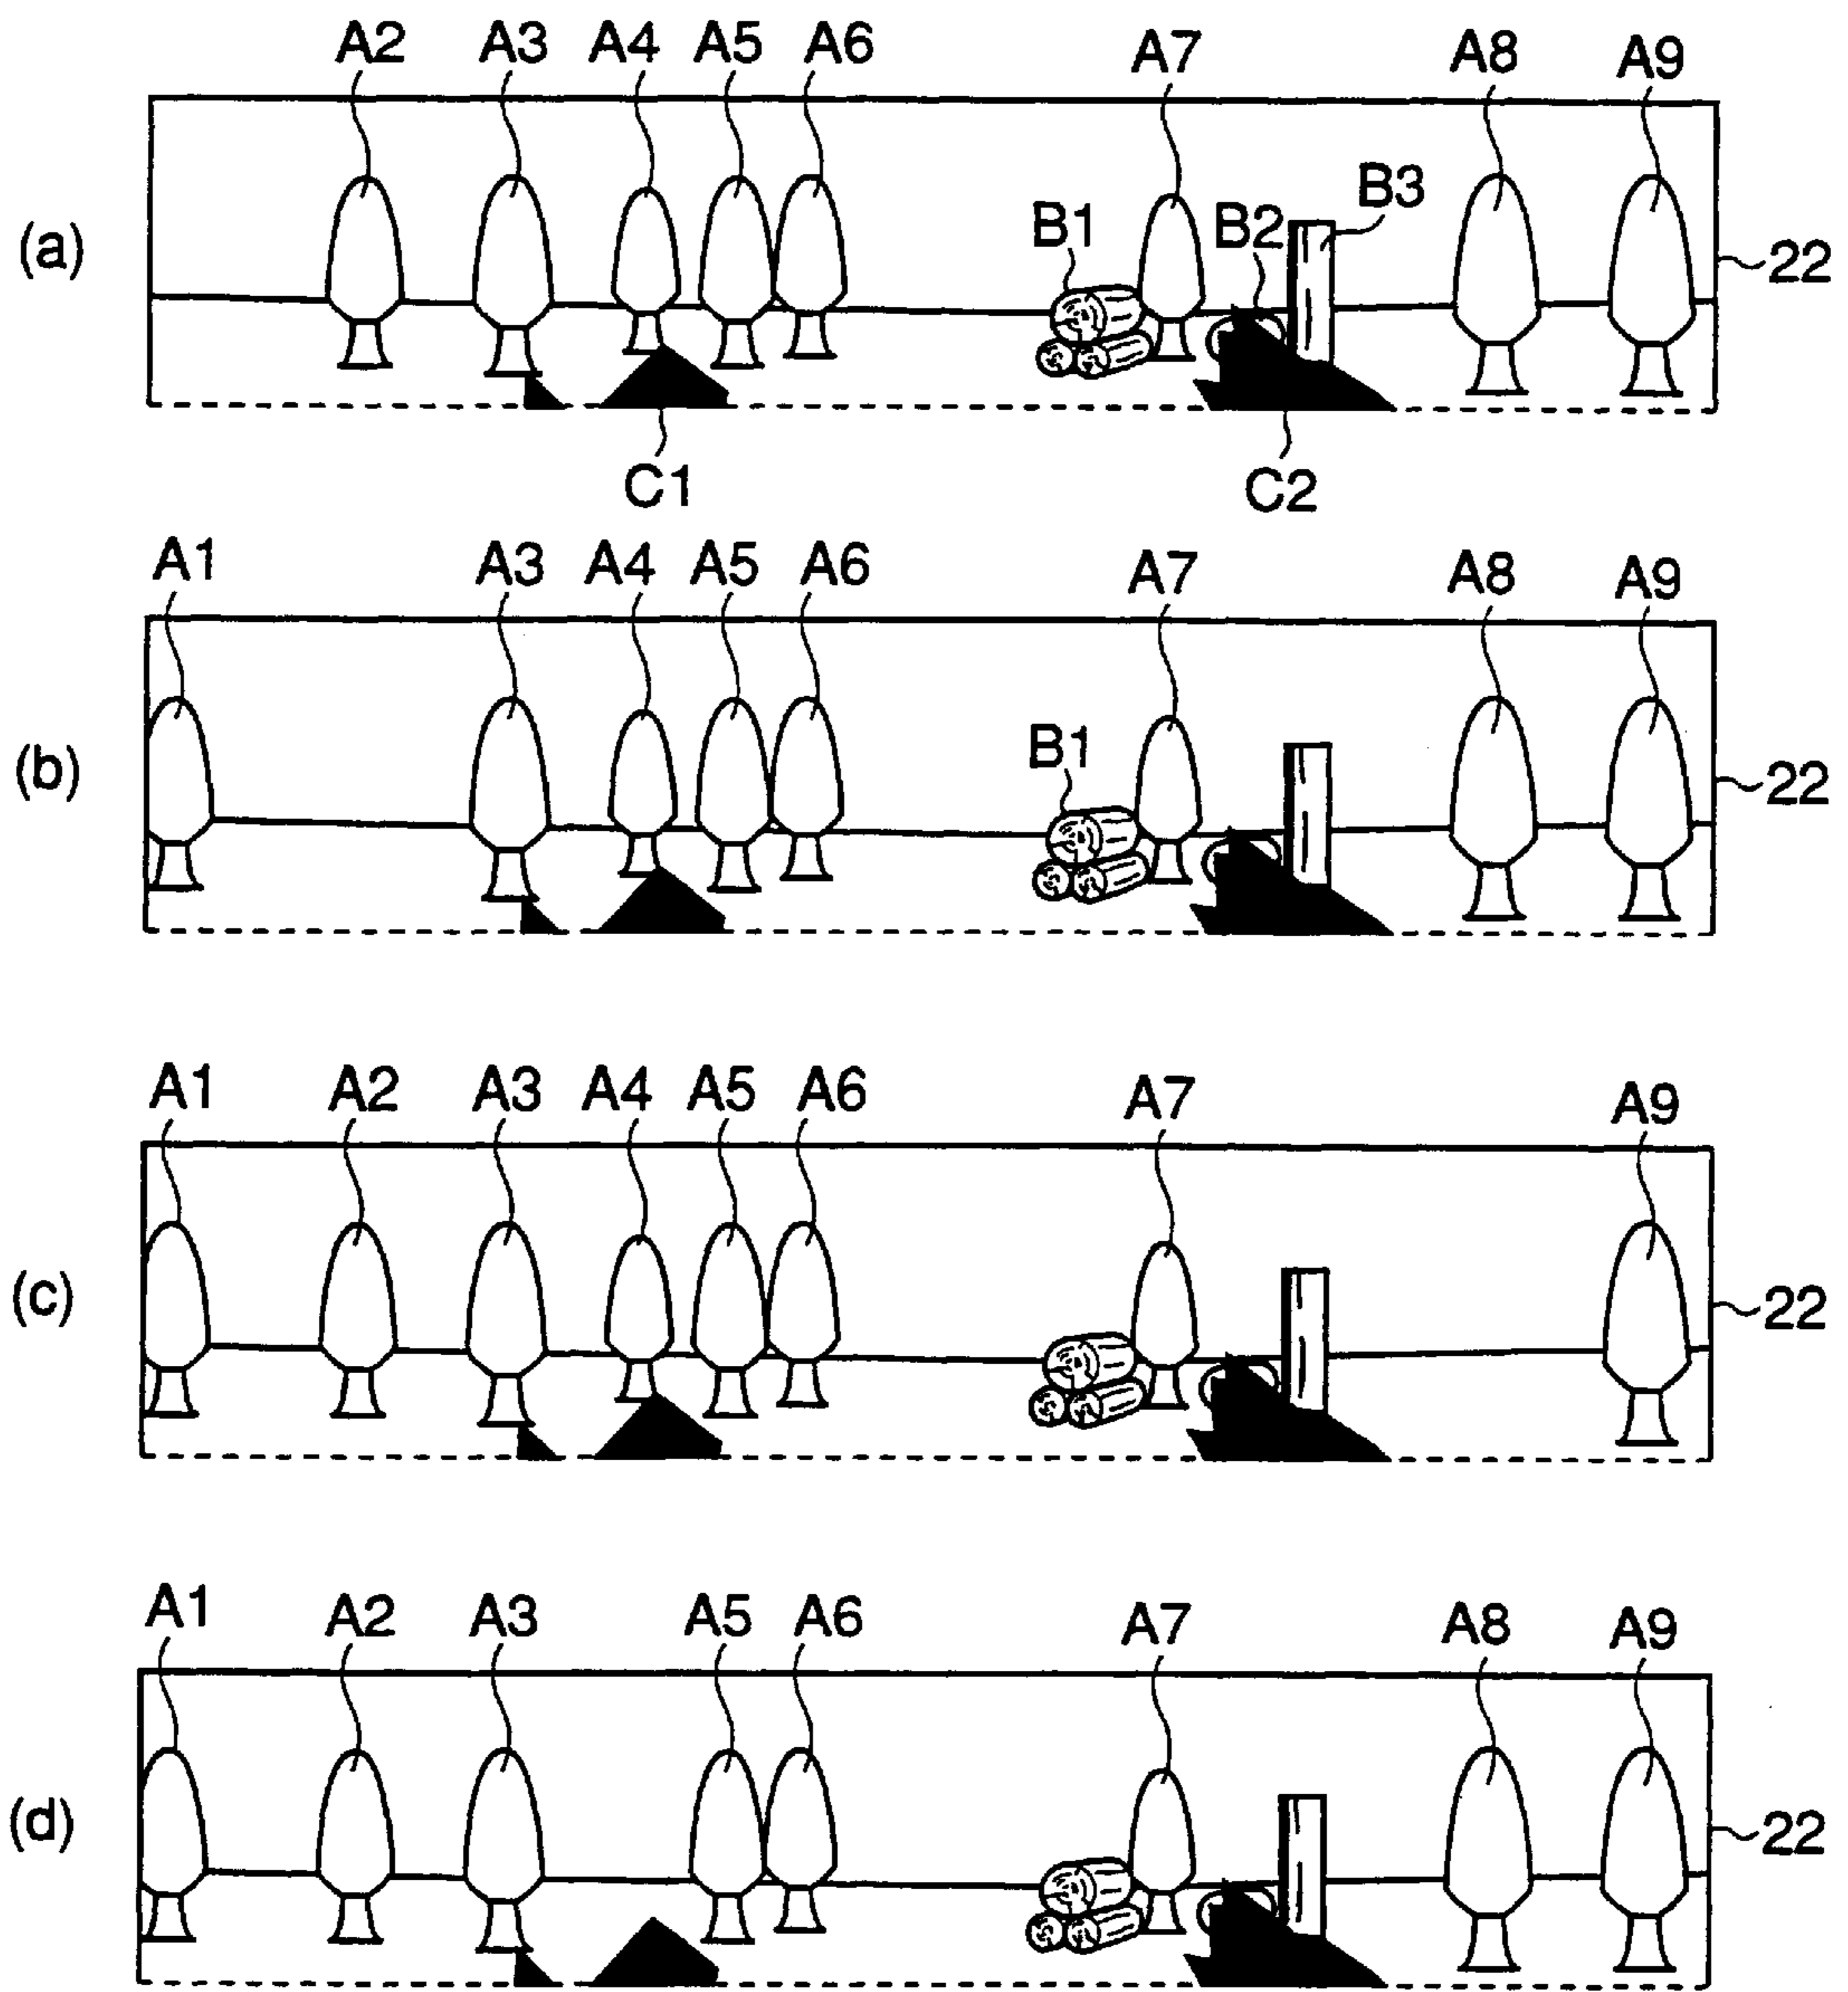 A2 A3 A4 A5 A6 A7 A8 A9
(a) B1 B2 B3 22
C1 C2
A1 A3 A4 A5 A6 A7 A8 A9
(b) B1 22
A1 A2 A3 A4 A5 A6 A7 A9
(c) 22
A1 A2 A3 A5 A6 A7 A8 A9
(d) 22